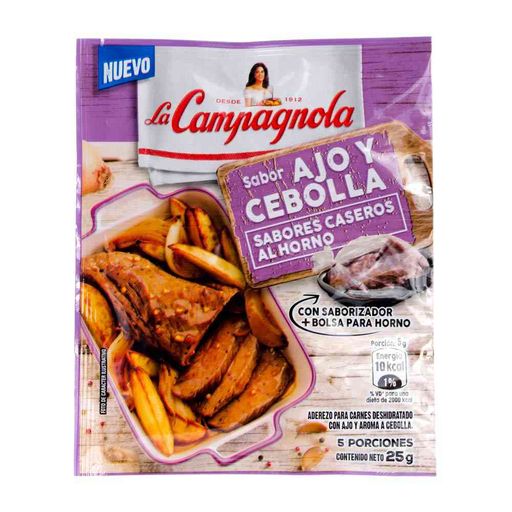 NUEVO
DESDE 1912
La Campagnola
Sabor AJO Y
CEBOLLA
SABORES CASEROS
AL HORNO
CON SABORIZADOR
+ BOLSA PARA HORNO
Porción: 5 g
Energía
10 kcal
1%
% VD* para una
dieta de 2000 kcal
FOTO DE CARÁCTER ILUSTRATIVO
ADEREZO PARA CARNES DESHIDRATADO
CON AJO Y AROMA A CEBOLLA.
5 PORCIONES
CONTENIDO NETO 25 g